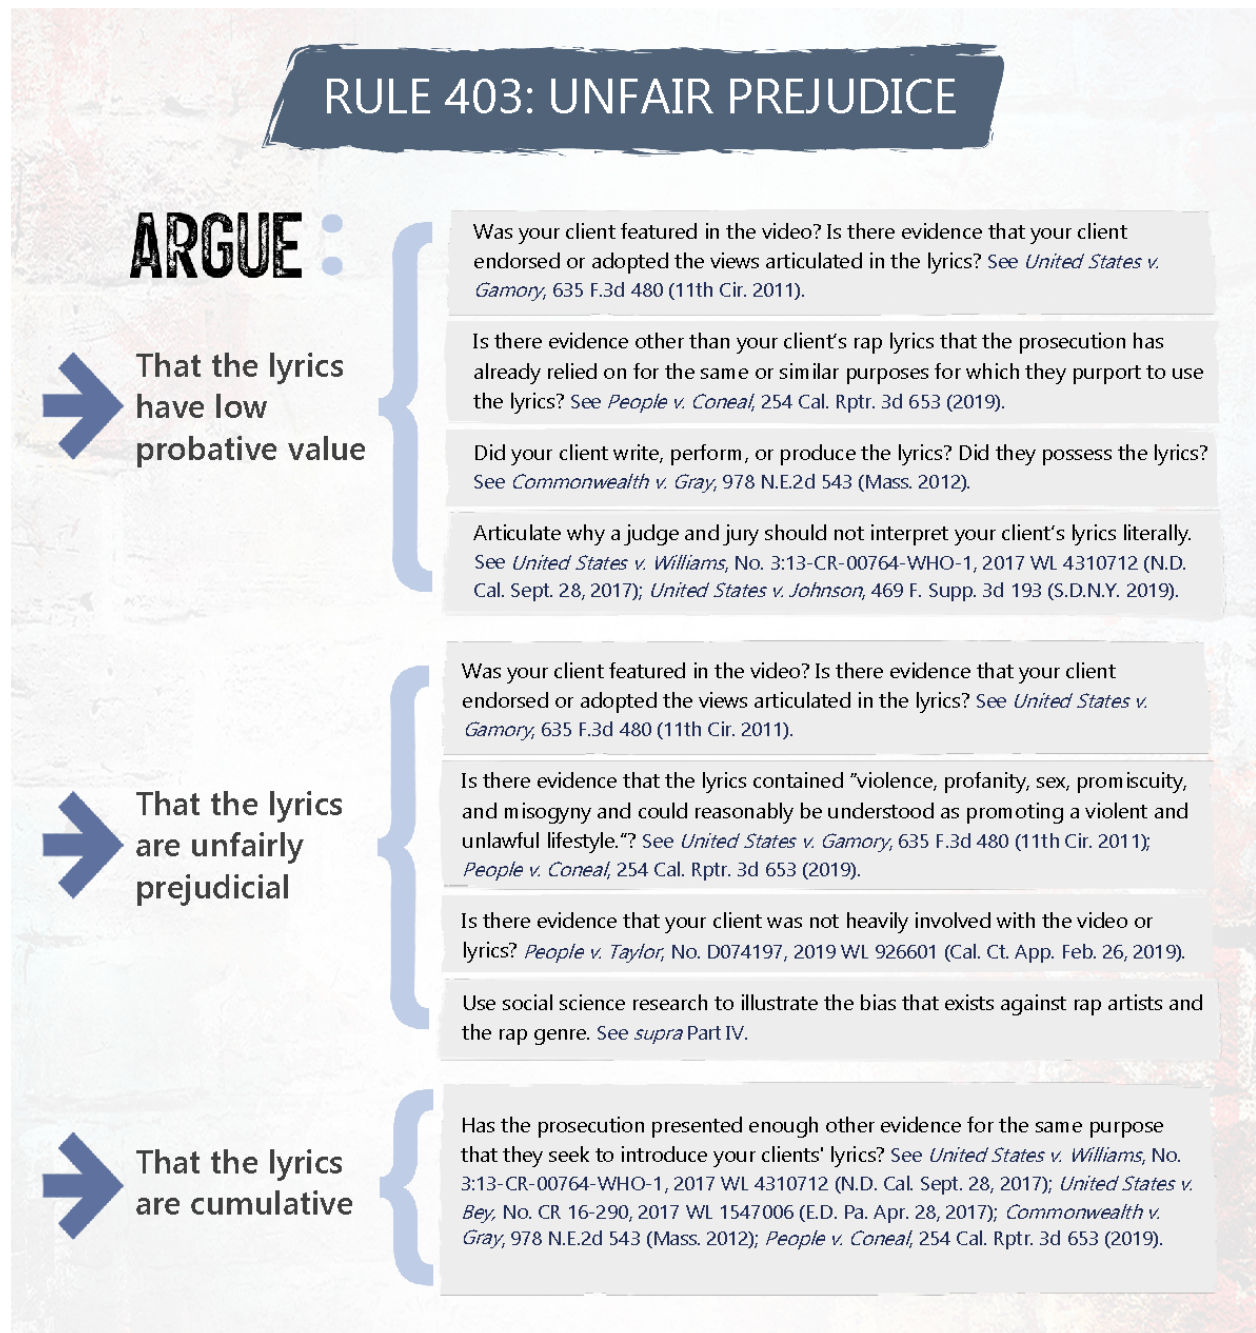 RULE 403: UNFAIR PREJUDICE
ARGUE :
That the lyrics
have low
probative value
Was your client featured in the video? Is there evidence that your client
endorsed or adopted the views articulated in the lyrics? See United States v.
Gamory, 635 F.3d 480 (11th Cir. 2011).
Is there evidence other than your client's rap lyrics that the prosecution has
already relied on for the same or similar purposes for which they purport to use
the lyrics? See People v. Coneal, 254 Cal. Rptr. 3d 653 (2019).
Did your client write, perform, or produce the lyrics? Did they possess the lyrics?
See Commonwealth v. Gray, 978 N.E.2d 543 (Mass. 2012).
Articulate why a judge and jury should not interpret your client's lyrics literally.
See United States v. Williams, No. 3:13-CR-00764-WHO-1, 2017 WL 4310712 (N.D.
Cal. Sept. 28, 2017); United States v. Johnson, 469 F. Supp. 3d 193 (S.D.N.Y. 2019).
That the lyrics
are unfairly
prejudicial
Was your client featured in the video? Is there evidence that your client
endorsed or adopted the views articulated in the lyrics? See United States v.
Gamory, 635 F.3d 480 (11th Cir. 2011).
Is there evidence that the lyrics contained "violence, profanity, sex, promiscuity,
and misogyny and could reasonably be understood as promoting a violent and
unlawful lifestyle."? See United States v. Gamory, 635 F.3d 480 (11th Cir. 2011);
People v. Coneal, 254 Cal. Rptr. 3d 653 (2019).
Is there evidence that your client was not heavily involved with the video or
lyrics? People v. Taylor, No. D074197, 2019 WL 926601 (Cal. Ct. App. Feb. 26, 2019).
Use social science research to illustrate the bias that exists against rap artists and
the rap genre. See supra Part IV.
That the lyrics
are cumulative
Has the prosecution presented enough other evidence for the same purpose
that they seek to introduce your clients' lyrics? See United States v. Williams, No.
3:13-CR-00764-WHO-1, 2017 WL 4310712 (N.D. Cal. Sept. 28, 2017); United States v.
Bey, No. CR 16-290, 2017 WL 1547006 (E.D. Pa. Apr. 28, 2017); Commonwealth v.
Gray, 978 N.E.2d 543 (Mass. 2012); People v. Coneal, 254 Cal. Rptr. 3d 653 (2019).